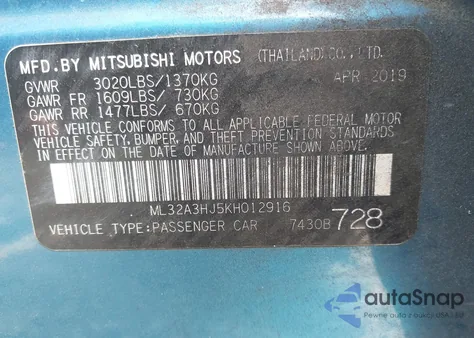 MFD.BY MITSUBISHI MOTORS (THAILAND)CO.,LTD.
GVWR 3020LBS/1370KG APR 2019
GAWR FR 1609LBS/ 730KG
GAWR RR 1477LBS/ 670KG
THIS VEHICLE CONFORMS TO ALL APPLICABLE FEDERAL MOTOR
VEHICLE SAFETY, BUMPER, AND THEFT PREVENTION STANDARDS
IN EFFECT ON THE DATE OF MANUFACTURE SHOWN ABOVE.
ML32A3HJ5KH012916
VEHICLE TYPE:PASSENGER CAR 7430B 728
autoSnap